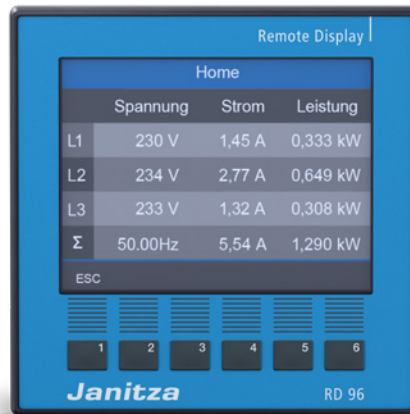 Remote Display
Home
Spannung Strom Leistung
L1 230 V 1,45 A 0,333 kW
L2 234 V 2,77 A 0,649 kW
L3 233 V 1,32 A 0,308 kW
Σ 50.00Hz 5,54 A 1,290 kW
ESC
1 2 3 4 5 6
Janitza RD 96